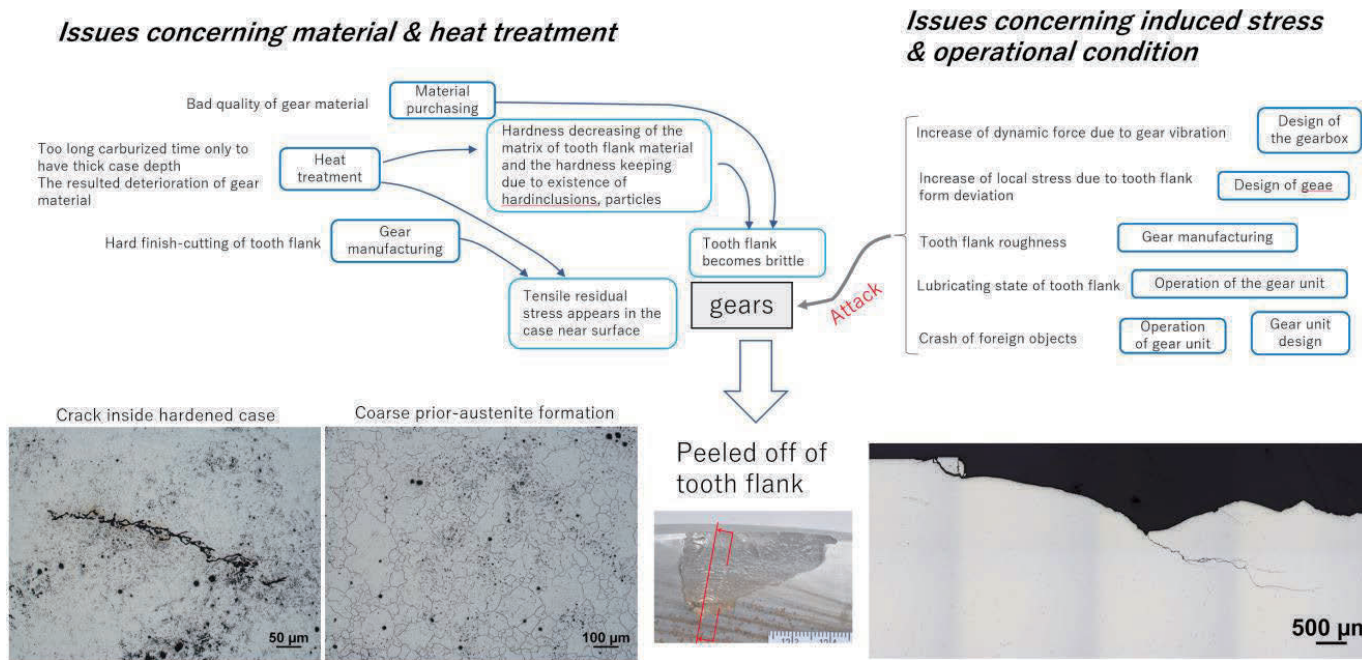 Issues concerning material & heat treatment
Issues concerning induced stress
& operational condition
Bad quality of gear material
Material
purchasing
Too long carburized time only to
have thick case depth
The resulted deterioration of gear
material
Heat
treatment
Hardness decreasing of the
matrix of tooth flank material
and the hardness keeping
due to existence of
hardinclusions, particles
Hard finish-cutting of tooth flank
Gear
manufacturing
Tooth flank
becomes brittle
Tensile residual
stress appears in the
case near surface
gears
Attack
Increase of dynamic force due to gear vibration
Design of
the gearbox
Increase of local stress due to tooth flank
form deviation
Design of geae
Tooth flank roughness
Gear manufacturing
Lubricating state of tooth flank
Operation of the gear unit
Crash of foreign objects
Operation
of gear unit
Gear unit
design
Crack inside hardened case
50 μm
Coarse prior-austenite formation
100 μm
Peeled off of
tooth flank
500 μm